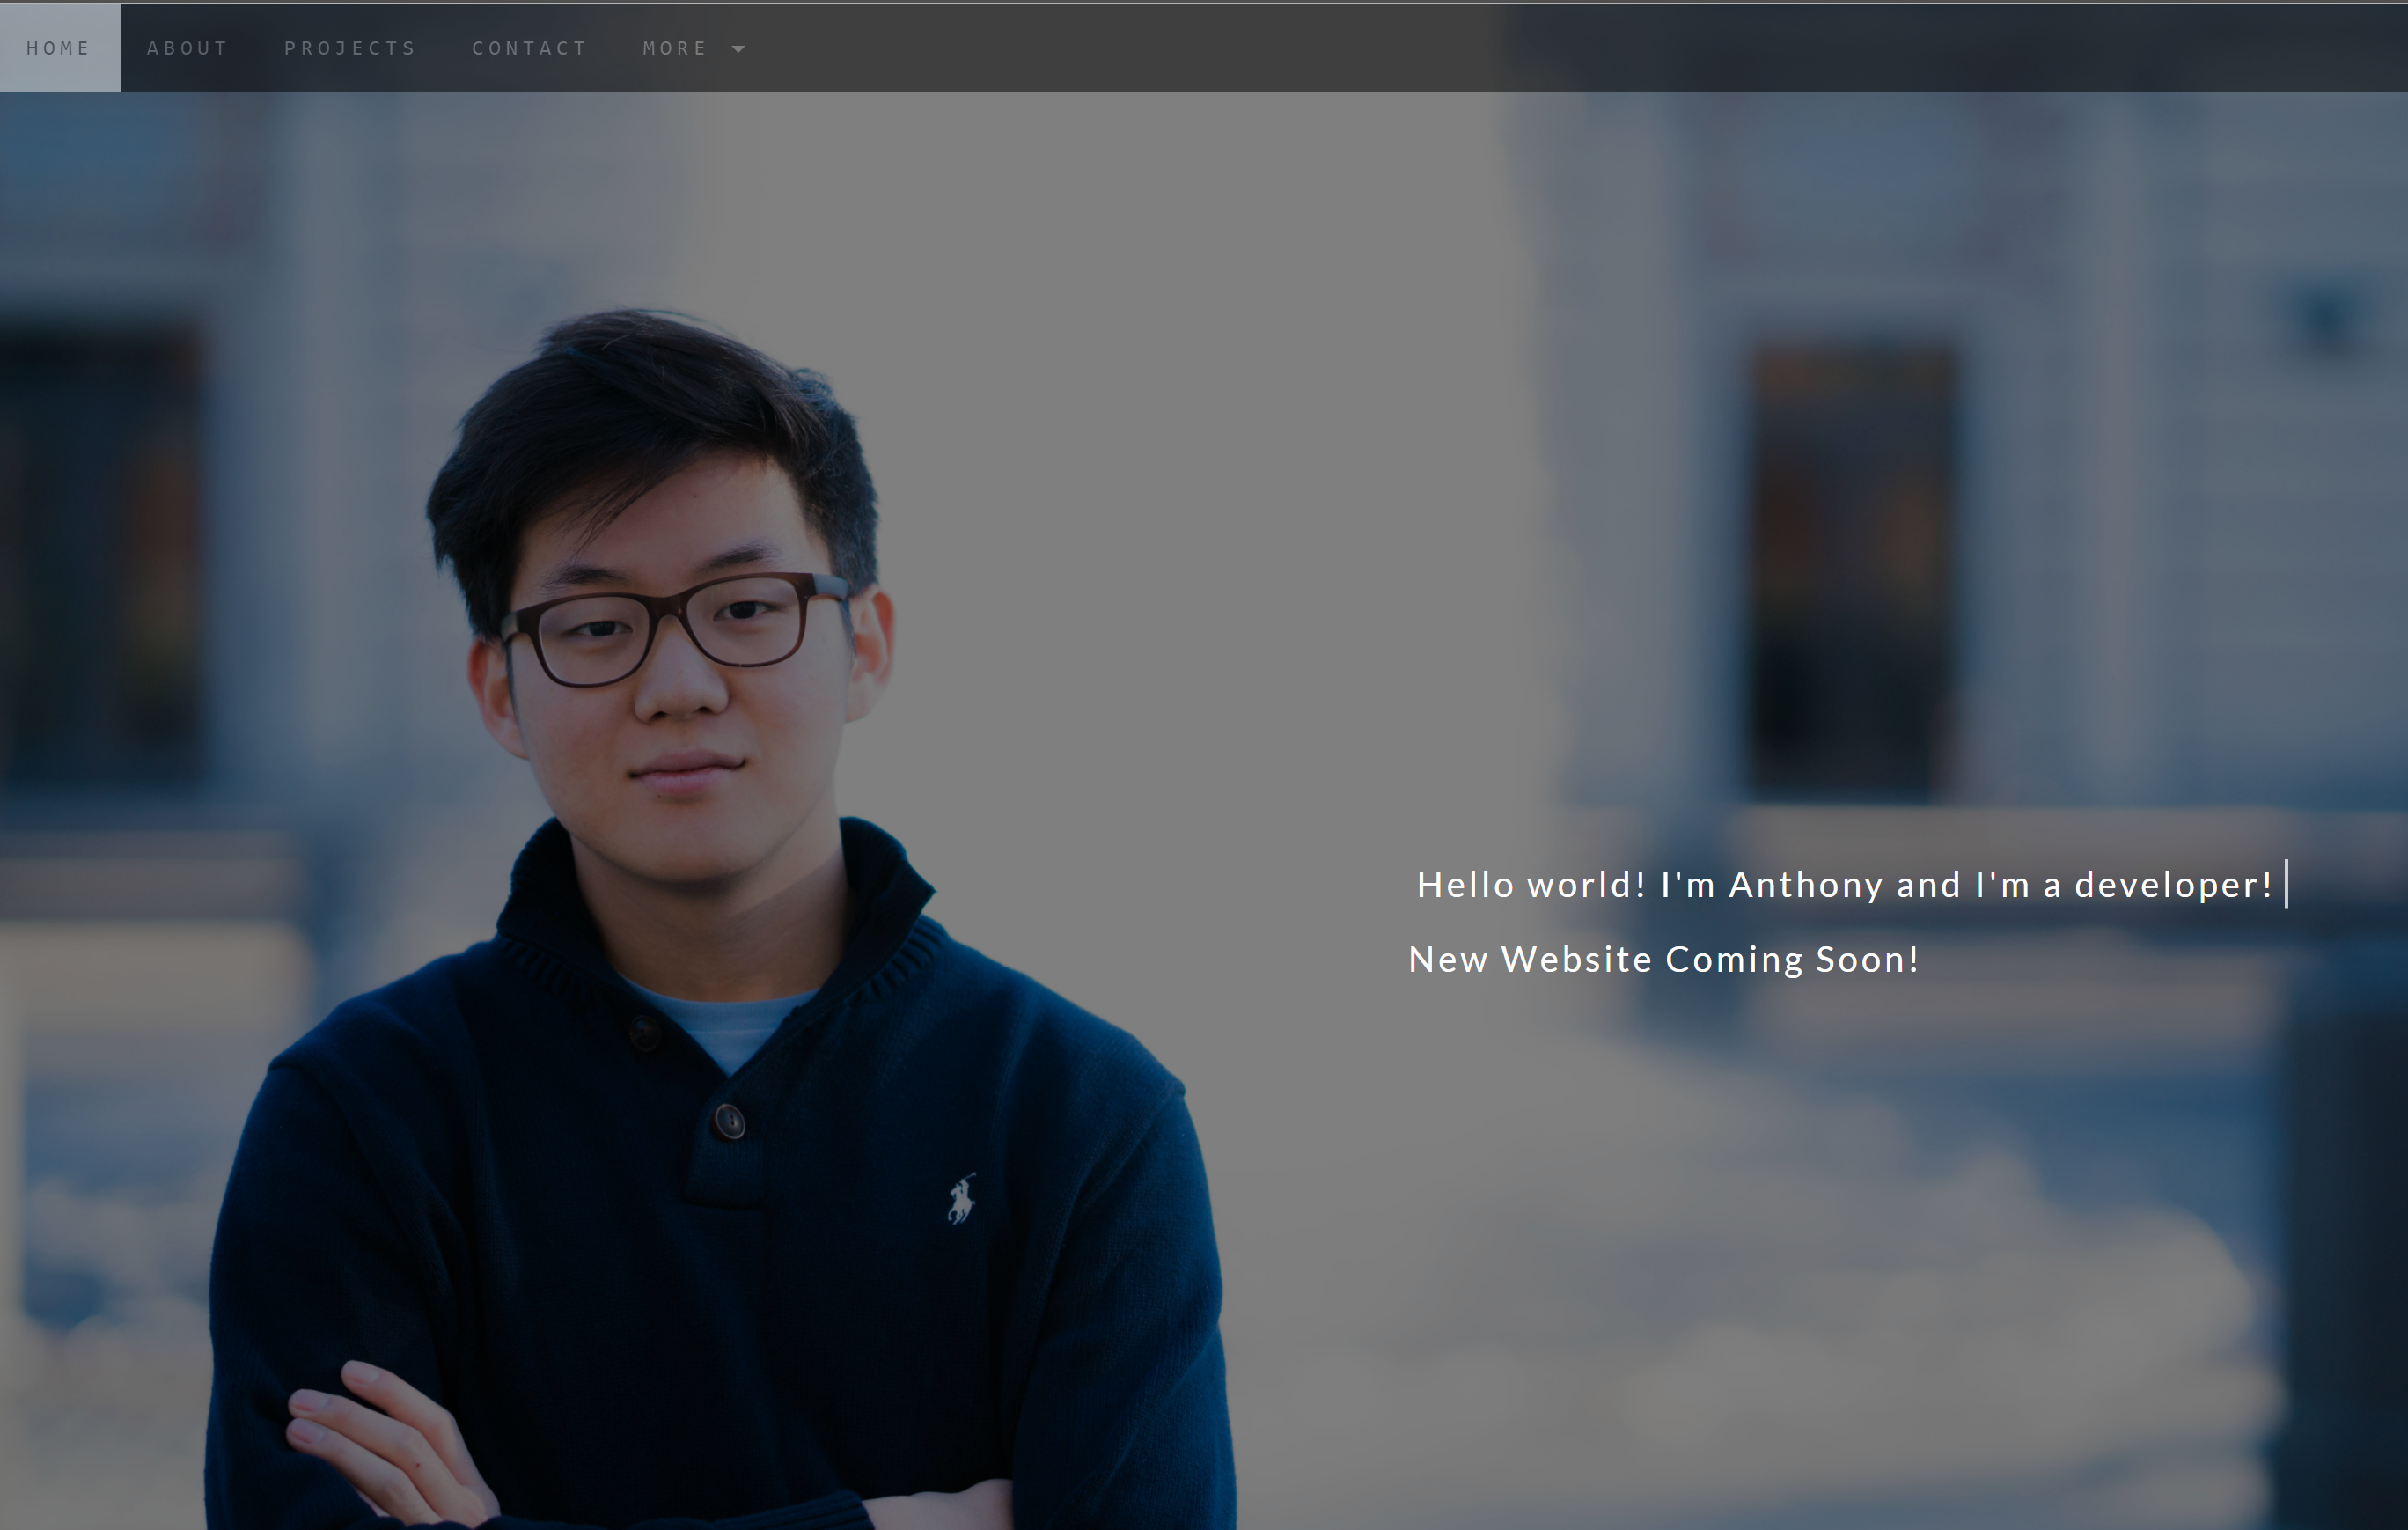 HOME ABOUT PROJECTS CONTACT MORE
Hello world! I'm Anthony and I'm a developer!
New Website Coming Soon!